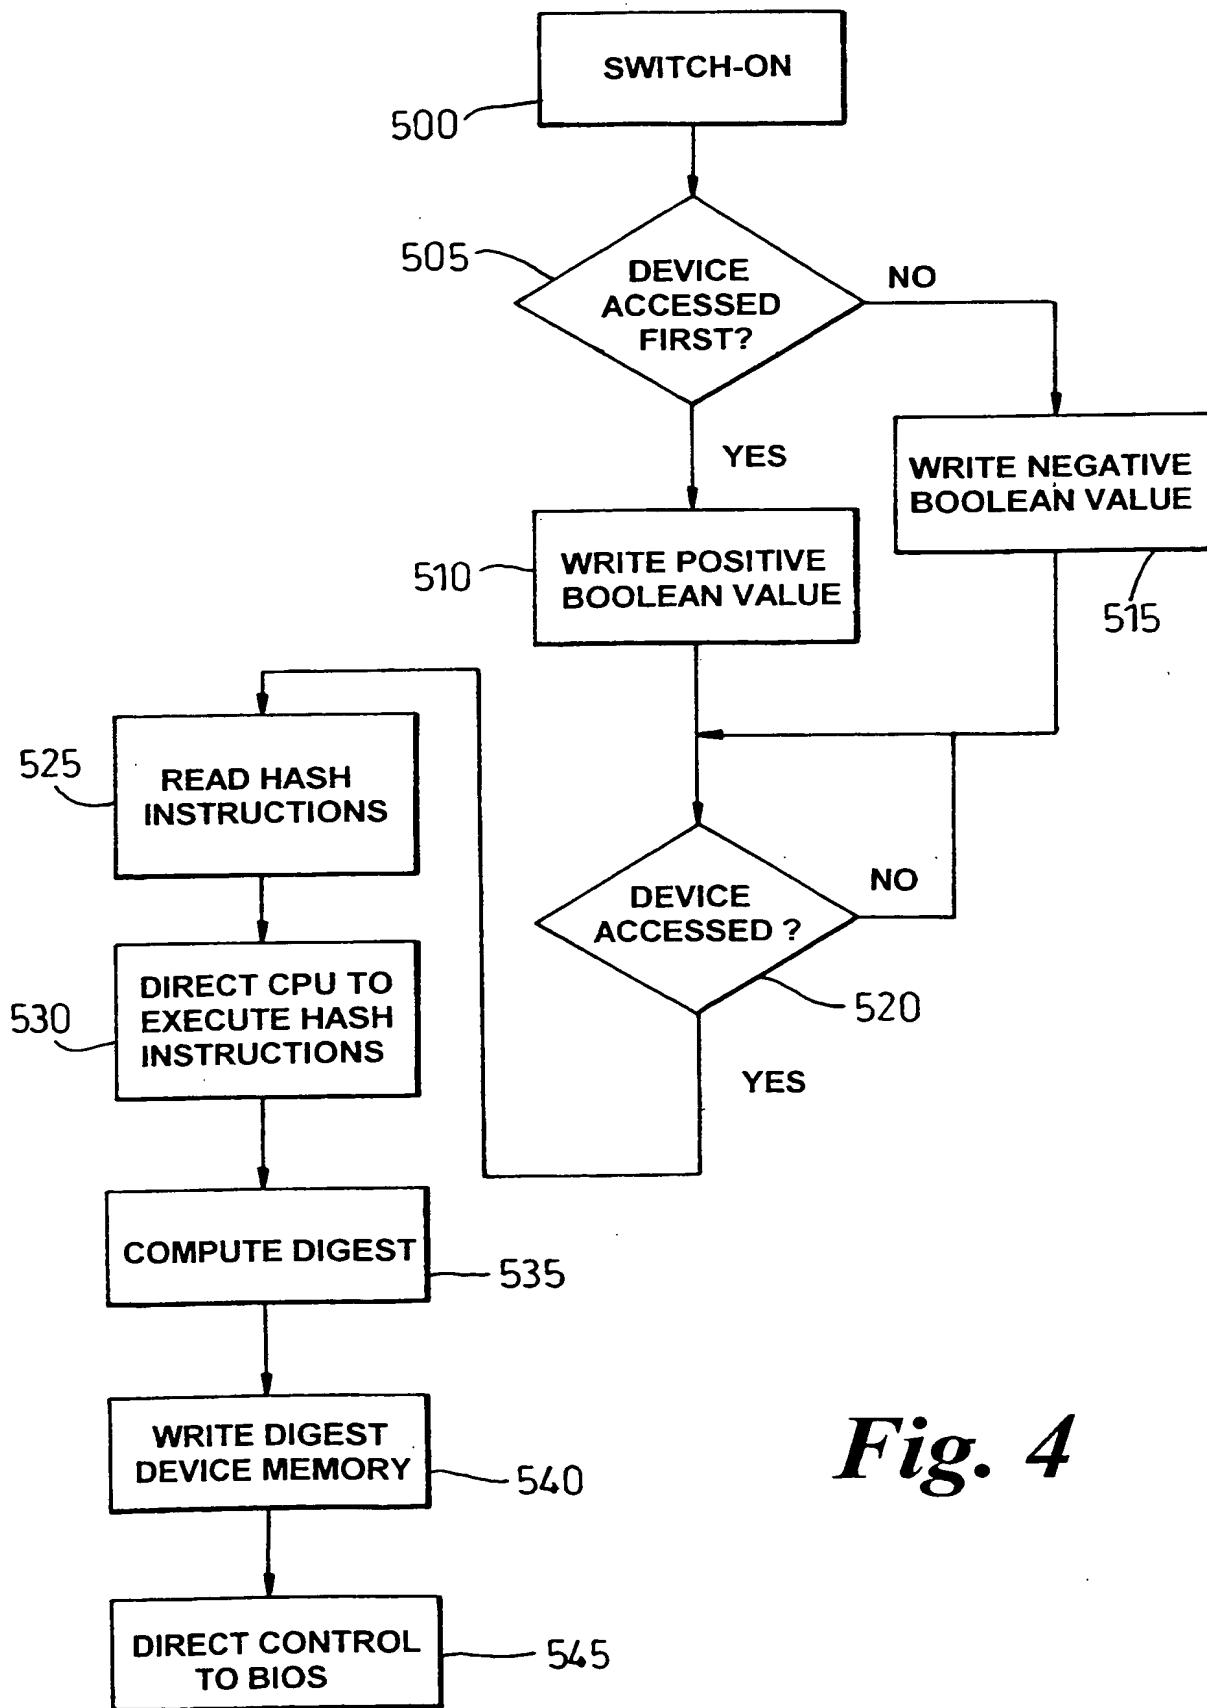 SWITCH-ON
500
505
DEVICE
ACCESSED
FIRST?
NO
YES
WRITE NEGATIVE
BOOLEAN VALUE
515
510
WRITE POSITIVE
BOOLEAN VALUE
525
READ HASH
INSTRUCTIONS
DEVICE
ACCESSED ?
NO
520
YES
530
DIRECT CPU TO
EXECUTE HASH
INSTRUCTIONS
COMPUTE DIGEST
535
WRITE DIGEST
DEVICE MEMORY
540
DIRECT CONTROL
TO BIOS
545
Fig. 4